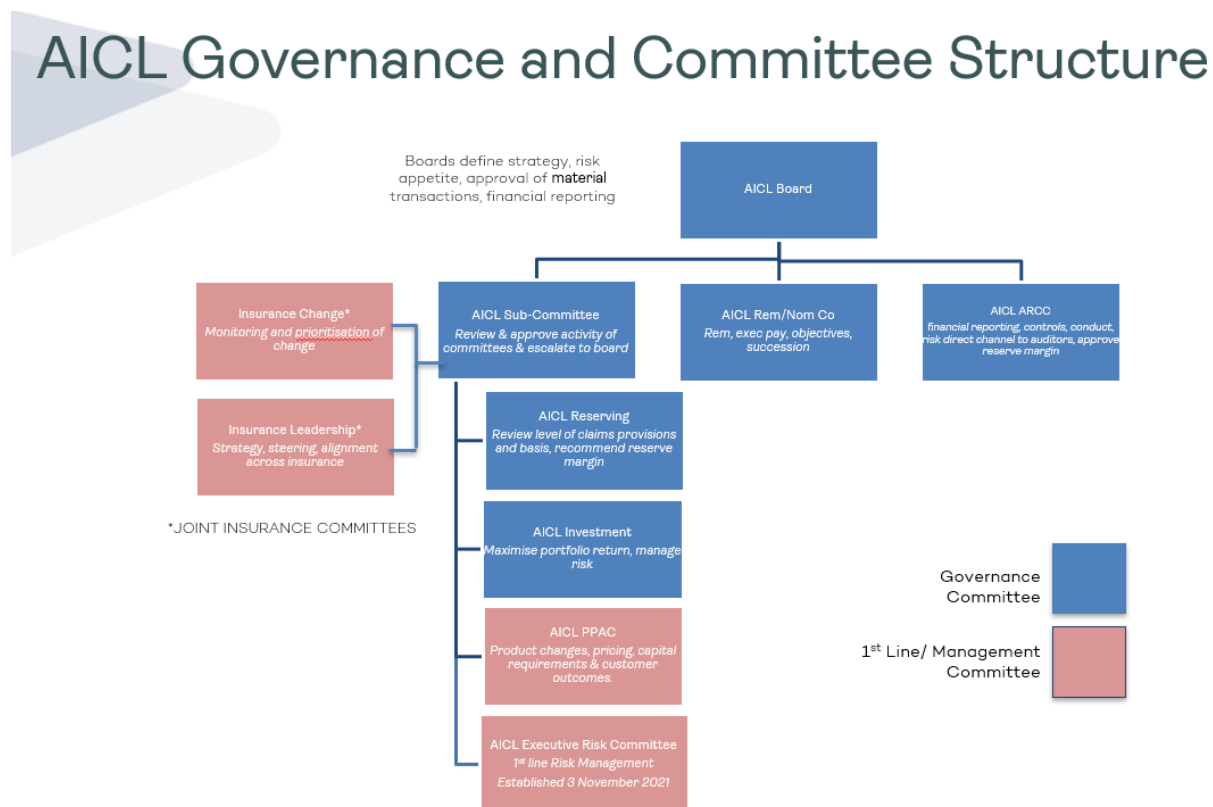 AICL Governance and Committee Structure
Boards define strategy, risk
appetite, approval of material
transactions, financial reporting
AICL Board
Insurance Change*
Monitoring and prioritisation of
change
AICL Sub-Committee
Review & approve activity of
committees & escalate to board
AICL Rem/Nom Co
Rem, exec pay, objectives,
succession
AICL ARCC
financial reporting, controls, conduct,
risk direct channel to auditors, approve
reserve margin
Insurance Leadership*
Strategy, steering, alignment
across insurance
AICL Reserving
Review level of claims provisions
and basis, recommend reserve
margin
*JOINT INSURANCE COMMITTEES
AICL Investment
Maximise portfolio return, manage
risk
Governance
Committee
AICL PPAC
Product changes, pricing, capital
requirements & customer
outcomes.
1st Line/ Management
Committee
AICL Executive Risk Committee
1st line Risk Management
Established 3 November 2021